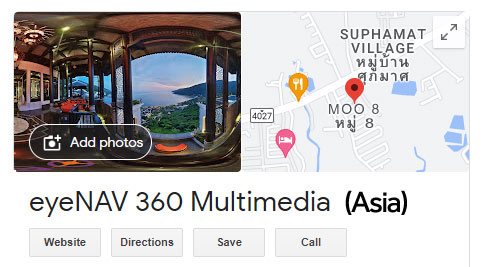 SUPHAMAT
VILLAGE
หมู่บ้าน
ศุภมาศ
4027
MOO 8
หมู่ 8
Add photos
eyeNAV 360 Multimedia (Asia)
Website Directions Save Call